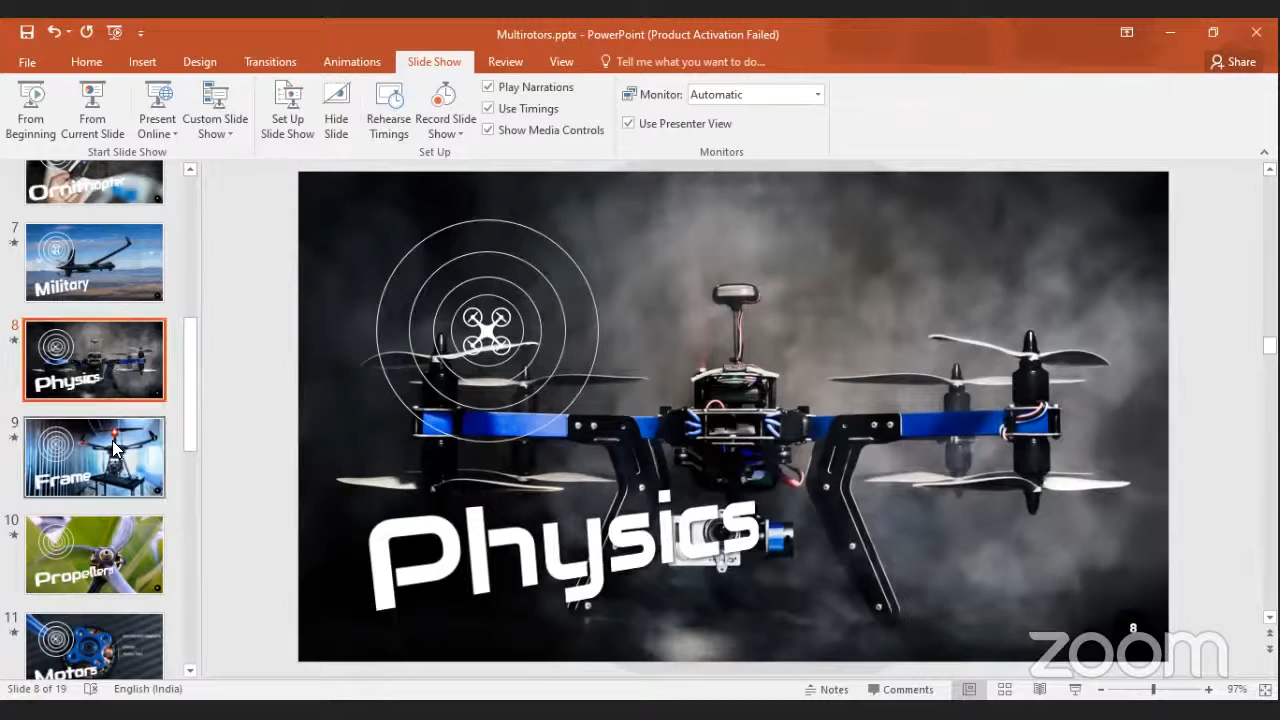 Multirotors.pptx - PowerPoint (Product Activation Failed)
File Home Insert Design Transitions Animations Slide Show Review View Tell me what you want to do... Share
From Beginning
From Current Slide
Present Online
Custom Slide Show
Set Up Slide Show
Hide Slide
Rehearse Timings
Record Slide Show
Play Narrations
Use Timings
Show Media Controls
Monitor: Automatic
Use Presenter View
Start Slide Show
Set Up
Monitors
Ornithopter
7
Military
8
Physics
9
Frame
10
Propellers
11
Motors
Physics
8
zoom
Slide 8 of 19 English (India) Notes Comments 97%